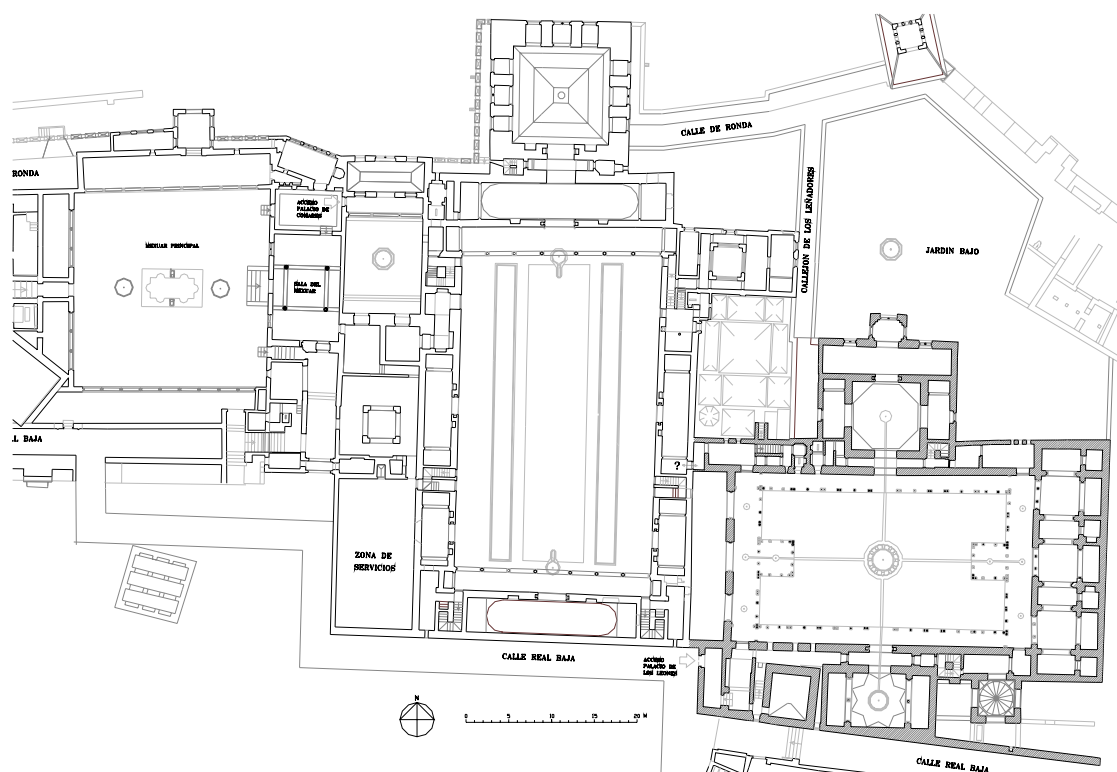 CALLE DE RONDA
RONDA
CALLEJON DE LOS LEÑADORES
ACCESO
PALACIO DE
COMARES
MEXUAR PRINCIPAL
JARDIN BAJO
SALA DEL
MEXUAR
L BAJA
?
ZONA DE
SERVICIOS
CALLE REAL BAJA
ACCESO
PALACIO DE
LOS LEONES
N
0 5 10 15 20 M
CALLE REAL BAJA